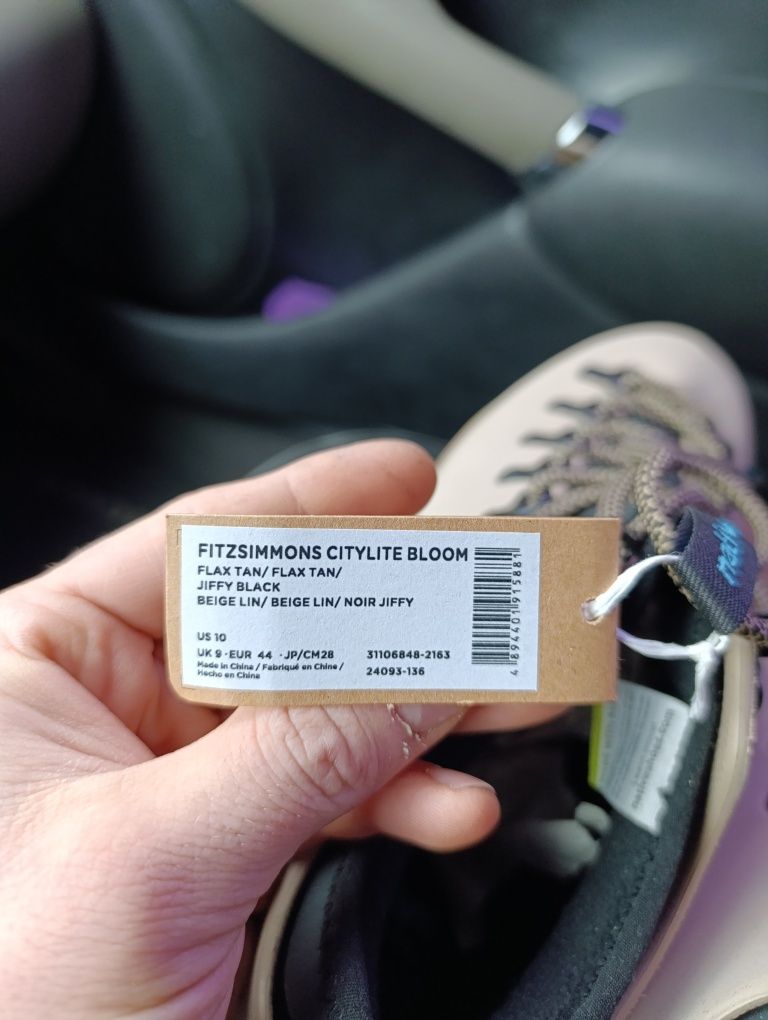 FITZSIMMONS CITYLITE BLOOM
FLAX TAN/ FLAX TAN/
JIFFY BLACK
BEIGE LIN/ BEIGE LIN/ NOIR JIFFY
US 10
UK 9 · EUR 44 · JP/CM28
Made in China / Fabriqué en Chine /
Hecho en China
31106848-2163
24093-136
4 894401 915881
native